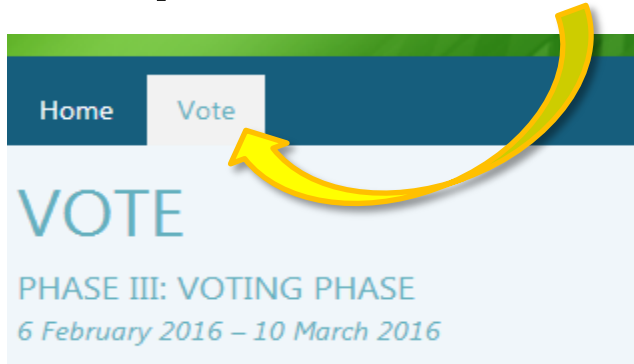 Home Vote
VOTE
PHASE III: VOTING PHASE
6 February 2016 – 10 March 2016